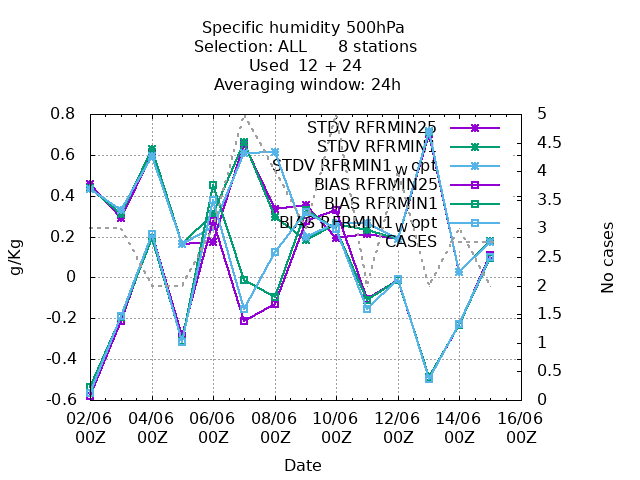 Specific humidity 500hPa
Selection: ALL 8 stations
Used 12 + 24
Averaging window: 24h
STDV RFRMIN25
STDV RFRMIN1
STDV RFRMIN1w opt
BIAS RFRMIN25
BIAS RFRMIN1
BIAS RFRMIN1w opt
CASES
g/Kg
0.8
0.6
0.4
0.2
0
-0.2
-0.4
-0.6
No cases
5
4.5
4
3.5
3
2.5
2
1.5
1
0.5
0
02/06 04/06 06/06 08/06 10/06 12/06 14/06 16/06
00Z 00Z 00Z 00Z 00Z 00Z 00Z 00Z
Date